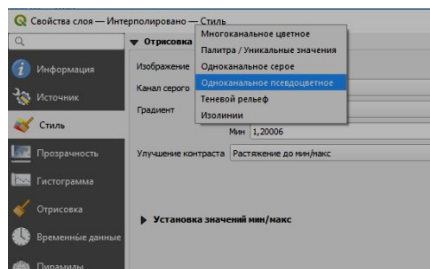 Свойства слоя — Интерполировано — Стиль
Многоканальное цветное
Палитра / Уникальные значения
Одноканальное серое
Одноканальное псевдоцветное
Теневой рельеф
Изолинии
▼ Отрисовка
Изображение
Канал серого
Градиент
Мин 1,20006
Улучшение контраста Растяжение до мин/макс
▶ Установка значений мин/макс
Информация
Источник
Стиль
Прозрачность
Гистограмма
Отрисовка
Временные данные
Пирамиды